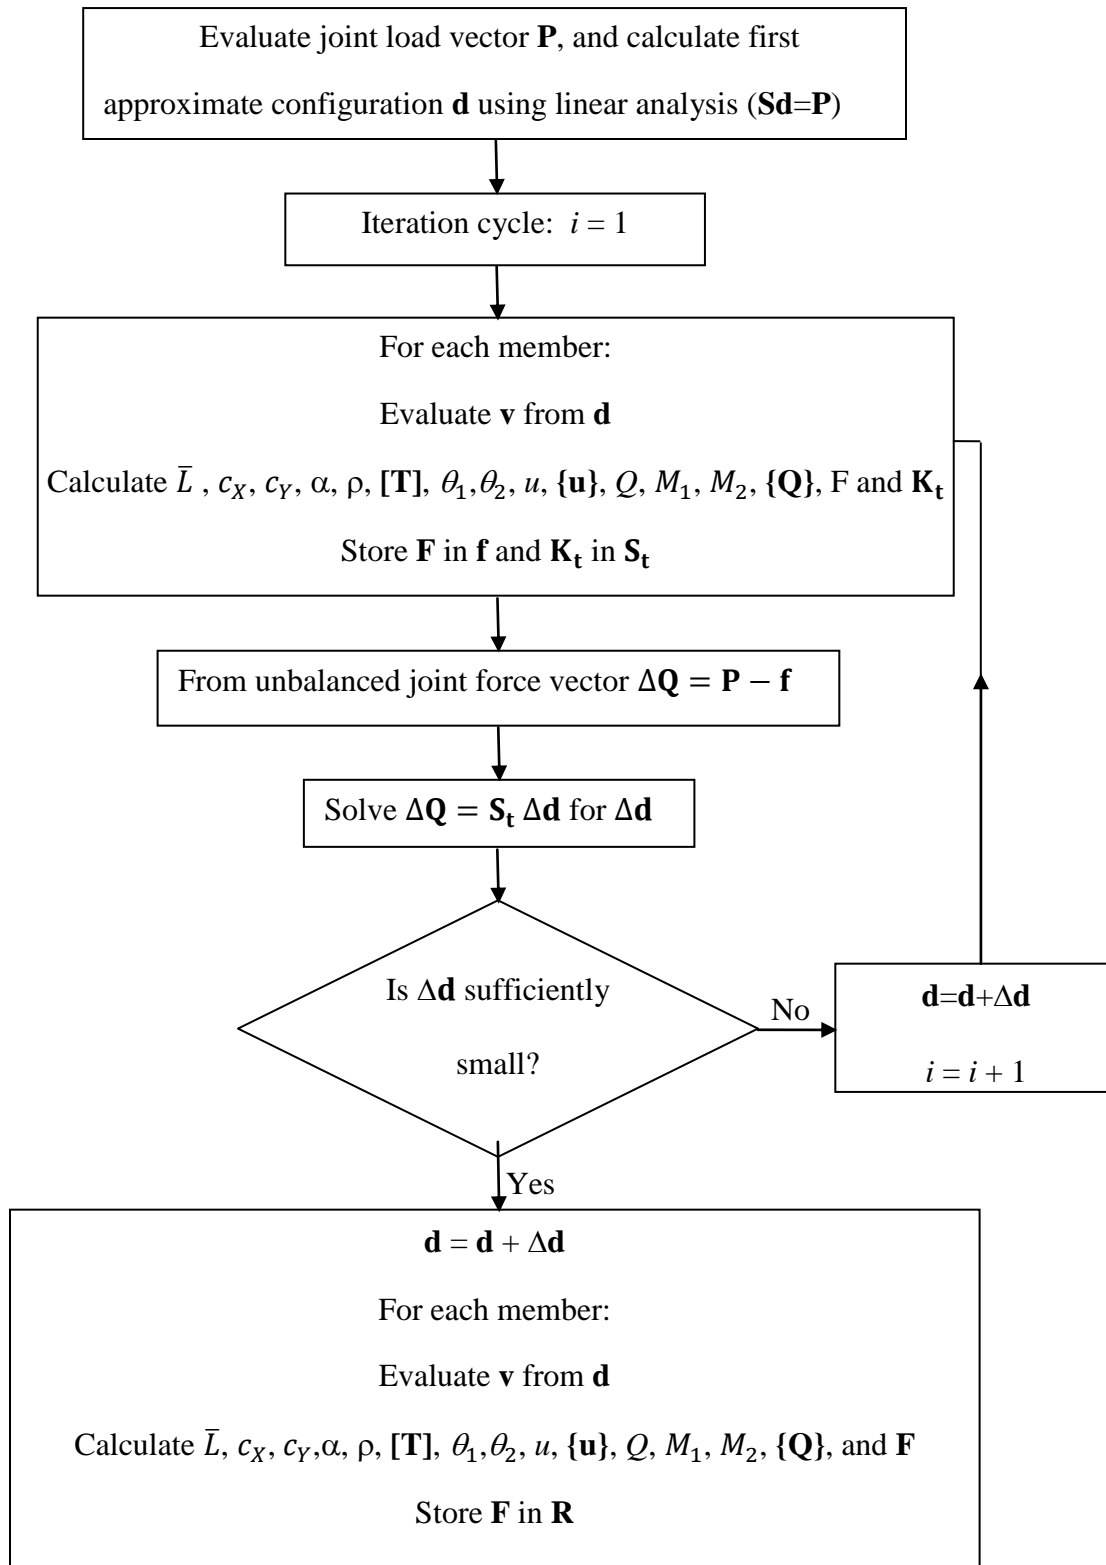 Evaluate joint load vector P, and calculate first
approximate configuration d using linear analysis (Sd=P)
Iteration cycle: i = 1
For each member:
Evaluate v from d
Calculate L̄ , c_X, c_Y, α, ρ, [T], θ_1,θ_2, u, {u}, Q, M_1, M_2, {Q}, F and K_t
Store F in f and K_t in S_t
From unbalanced joint force vector ΔQ = P − f
Solve ΔQ = S_t Δd for Δd
Is Δd sufficiently
small?
No
d=d+Δd
i = i + 1
Yes
d = d + Δd
For each member:
Evaluate v from d
Calculate L̄, c_X, c_Y,α, ρ, [T], θ_1,θ_2, u, {u}, Q, M_1, M_2, {Q}, and F
Store F in R